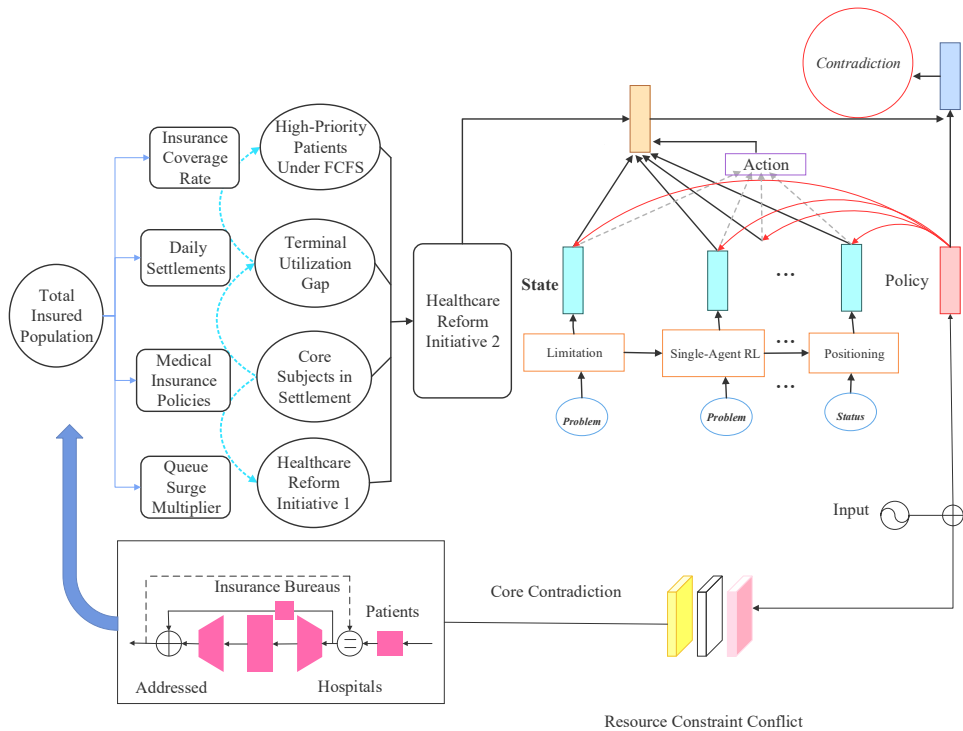 Contradiction
Insurance
Coverage
Rate
High-Priority
Patients
Under FCFS
Action
Daily
Settlements
Terminal
Utilization
Gap
Total
Insured
Population
Healthcare
Reform
Initiative 2
State
...
Policy
Medical
Insurance
Policies
Core
Subjects in
Settlement
Limitation
Single-Agent RL
...
Positioning
...
Problem
Problem
Status
Queue
Surge
Multiplier
Healthcare
Reform
Initiative 1
Input
Insurance Bureaus
Patients
Addressed
Hospitals
Core Contradiction
Resource Constraint Conflict